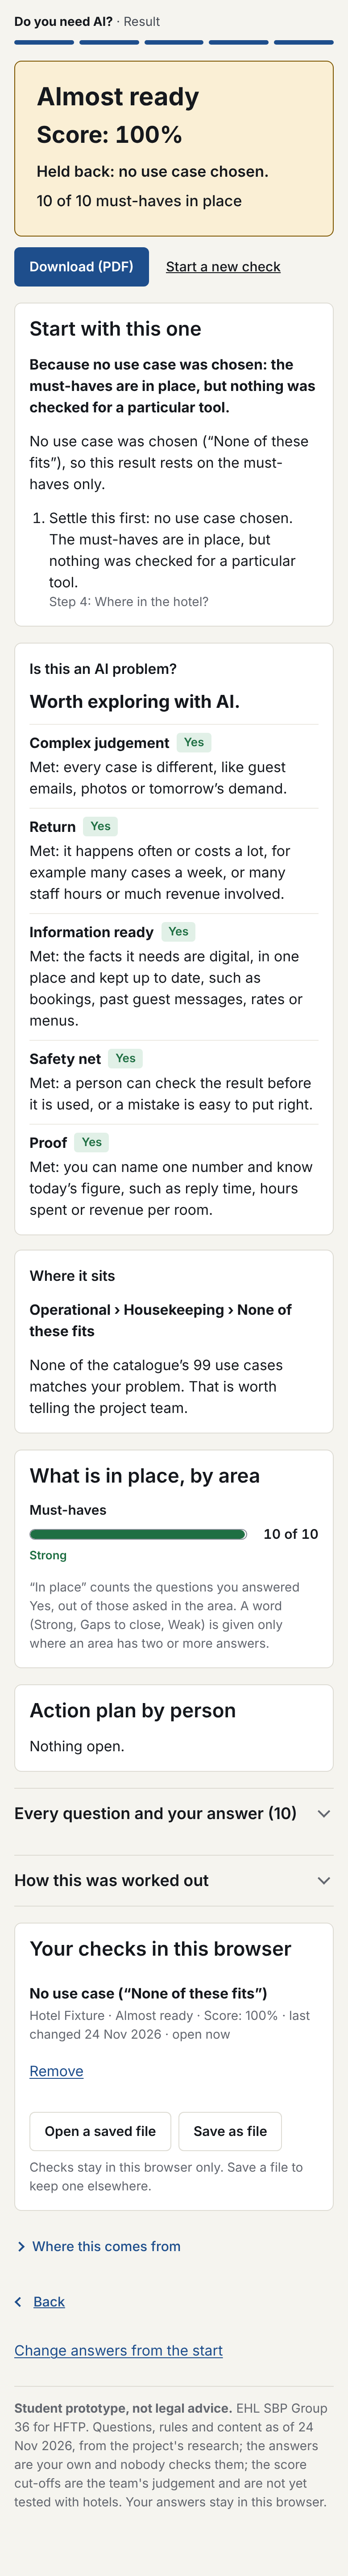 Do you need AI? · Result
Almost ready
Score: 100%
Held back: no use case chosen.
10 of 10 must-haves in place
Download (PDF)
Start a new check
Start with this one
Because no use case was chosen: the
must-haves are in place, but nothing was
checked for a particular tool.
No use case was chosen (“None of these
fits”), so this result rests on the must-
haves only.
1. Settle this first: no use case chosen.
The must-haves are in place, but
nothing was checked for a particular
tool.
Step 4: Where in the hotel?
Is this an AI problem?
Worth exploring with AI.
Complex judgement Yes
Met: every case is different, like guest
emails, photos or tomorrow’s demand.
Return Yes
Met: it happens often or costs a lot, for
example many cases a week, or many
staff hours or much revenue involved.
Information ready Yes
Met: the facts it needs are digital, in one
place and kept up to date, such as
bookings, past guest messages, rates or
menus.
Safety net Yes
Met: a person can check the result before
it is used, or a mistake is easy to put right.
Proof Yes
Met: you can name one number and know
today’s figure, such as reply time, hours
spent or revenue per room.
Where it sits
Operational › Housekeeping › None of
these fits
None of the catalogue’s 99 use cases
matches your problem. That is worth
telling the project team.
What is in place, by area
Must-haves
10 of 10
Strong
“In place” counts the questions you answered
Yes, out of those asked in the area. A word
(Strong, Gaps to close, Weak) is given only
where an area has two or more answers.
Action plan by person
Nothing open.
Every question and your answer (10)
How this was worked out
Your checks in this browser
No use case (“None of these fits”)
Hotel Fixture · Almost ready · Score: 100% · last
changed 24 Nov 2026 · open now
Remove
Open a saved file
Save as file
Checks stay in this browser only. Save a file to
keep one elsewhere.
Where this comes from
Back
Change answers from the start
Student prototype, not legal advice. EHL SBP Group
36 for HFTP. Questions, rules and content as of 24
Nov 2026, from the project's research; the answers
are your own and nobody checks them; the score
cut-offs are the team's judgement and are not yet
tested with hotels. Your answers stay in this browser.